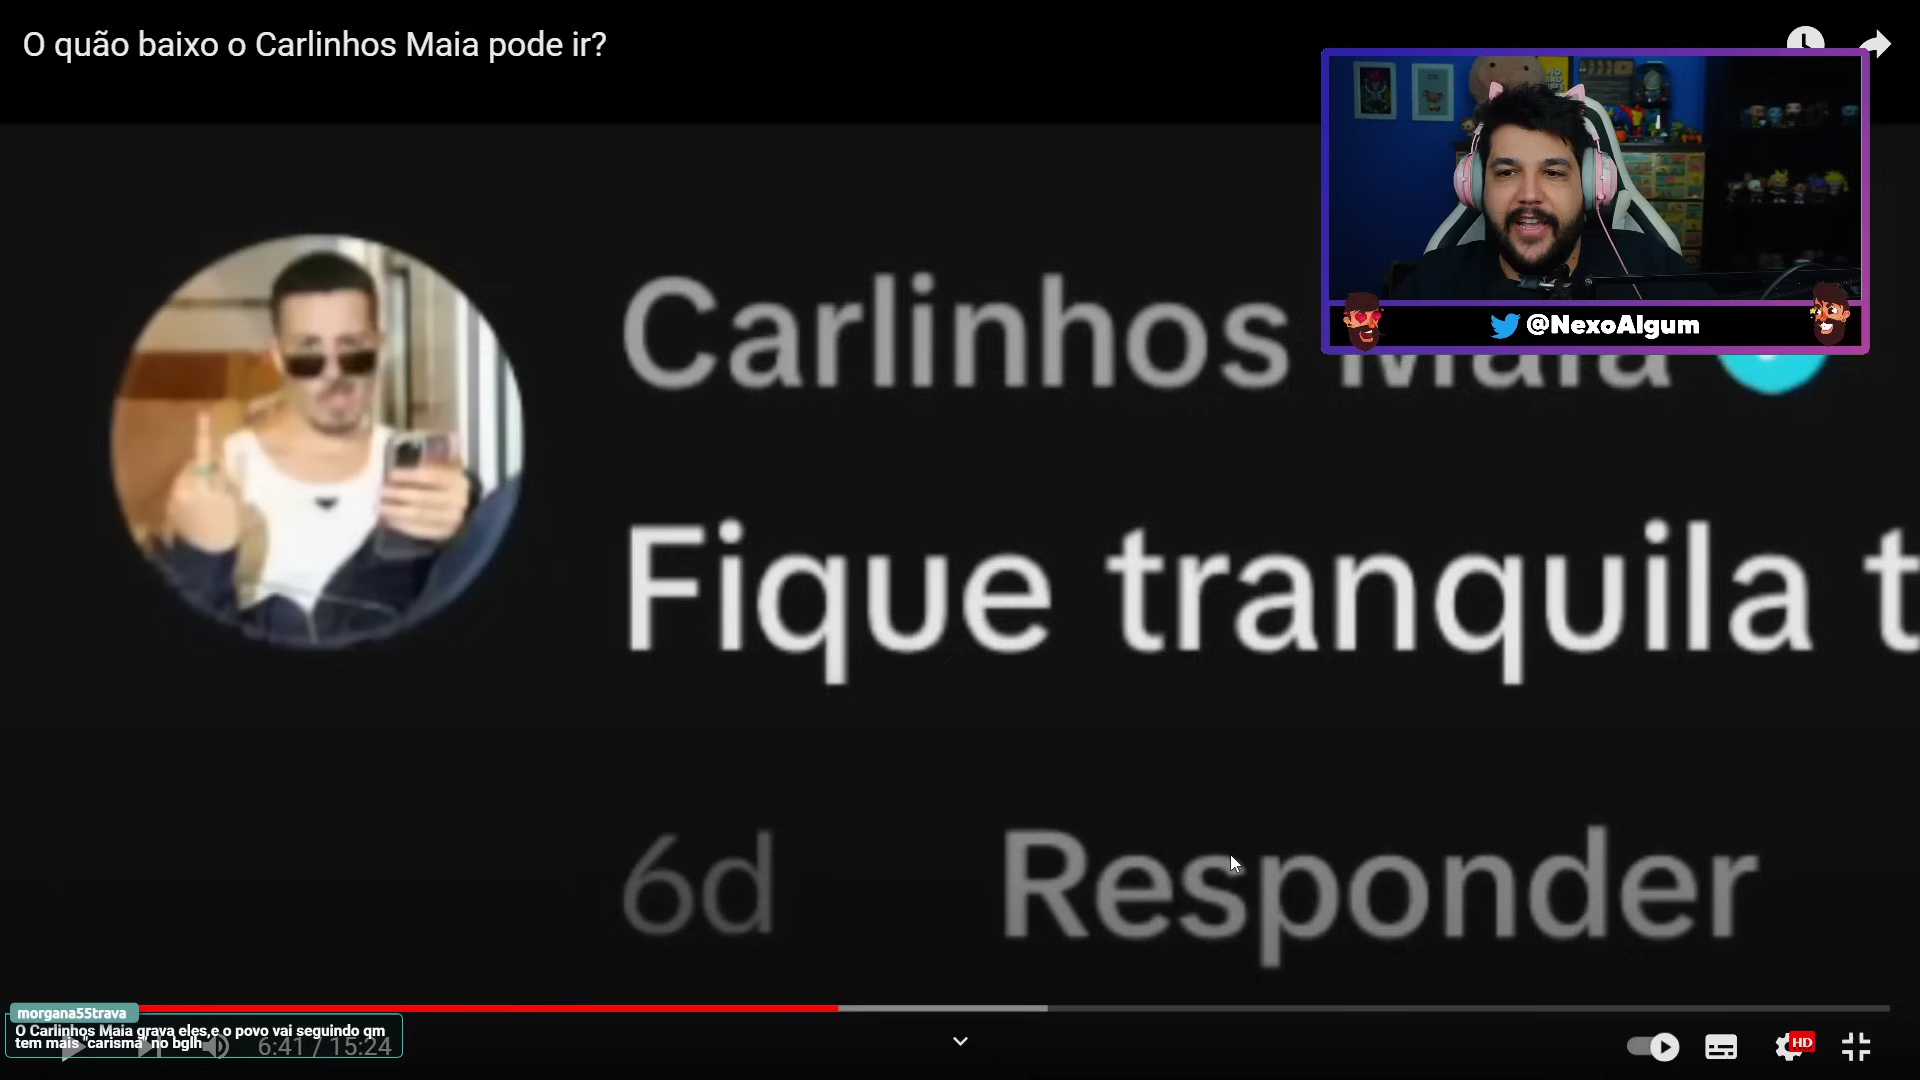 O quão baixo o Carlinhos Maia pode ir?
@NexoAlgum
Carlinhos Maia
Fique tranquila t
6d Responder
morgana55trava
O Carlinhos Maia grava eles,e o povo vai seguindo qm
tem mais "carisma" no bglh
6:41 / 15:24
HD